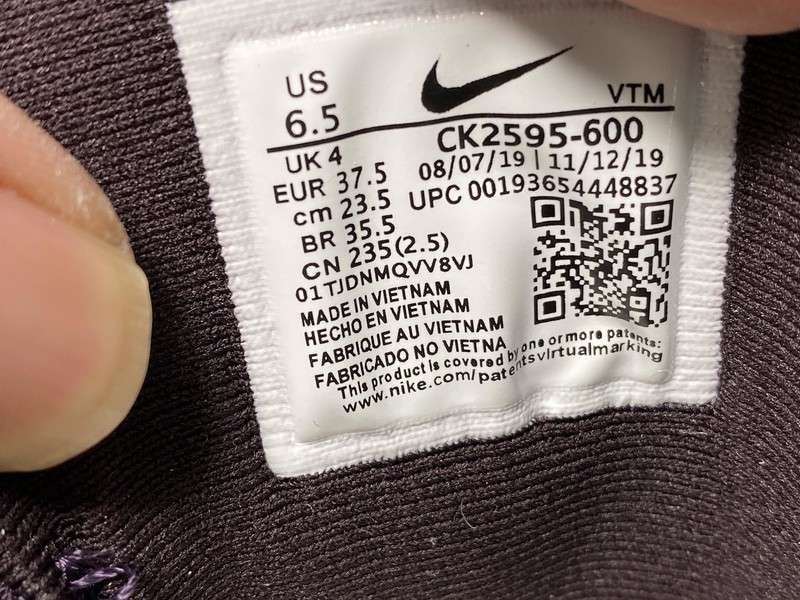 US
6.5
VTM
CK2595-600
UK 4
08/07/19 | 11/12/19
EUR 37.5
UPC 00193654448837
cm 23.5
BR 35.5
CN 235(2.5)
01TJDNMQVV8VJ
MADE IN VIETNAM
HECHO EN VIETNAM
FABRIQUE AU VIETNAM
FABRICADO NO VIETNA
This product is covered by one or more patents:
www.nike.com/patentsvirtualmarking